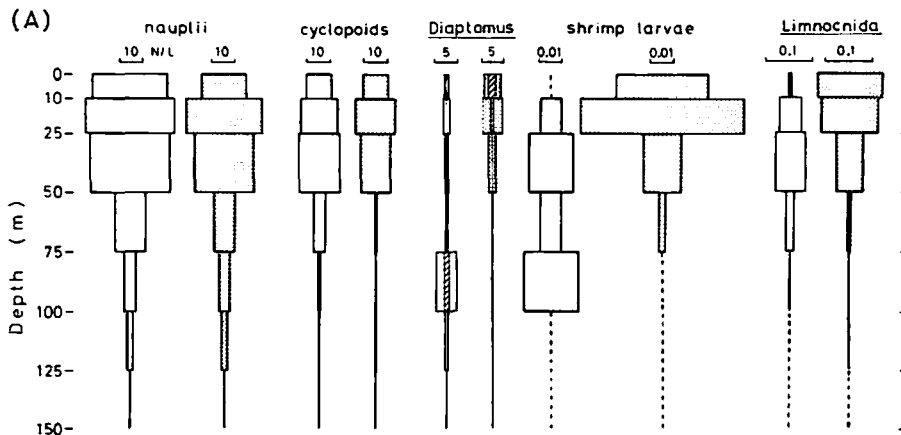 (A)
nauplii cyclopoids Diaptomus shrimp larvae Limnocnida
10 N/L 10 10 10 5 5 0.01 0.01 0.1 0.1
0
10
25
50
75
100
125
150
Depth (m)